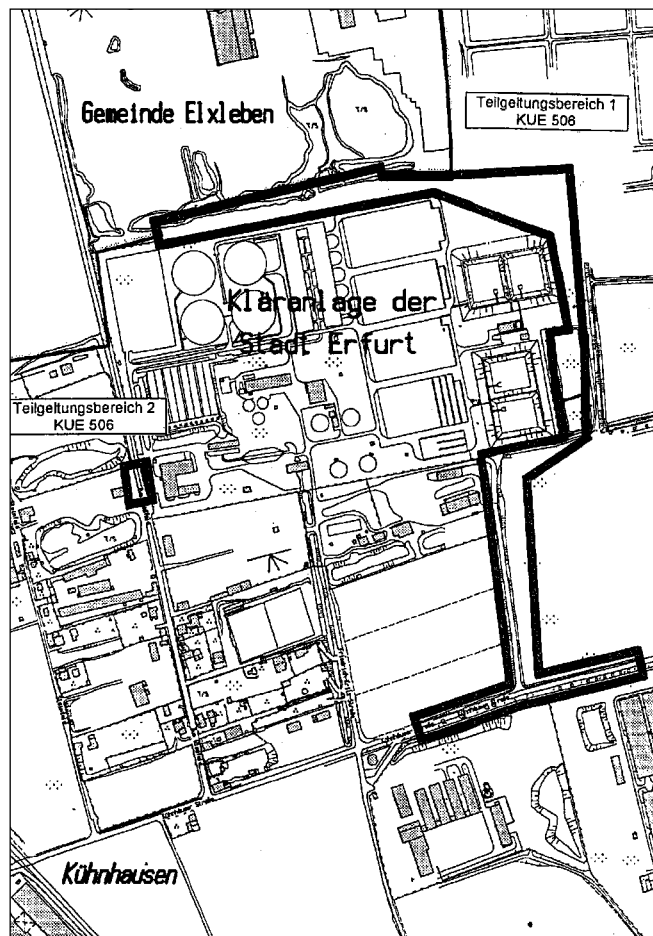 Gemeinde Elxleben
Teilgeltungsbereich 1
KUE 506
T/S
Kläranlage der
Stadt Erfurt
Teilgeltungsbereich 2
KUE 506
T/S
T/S
Kühnhausen